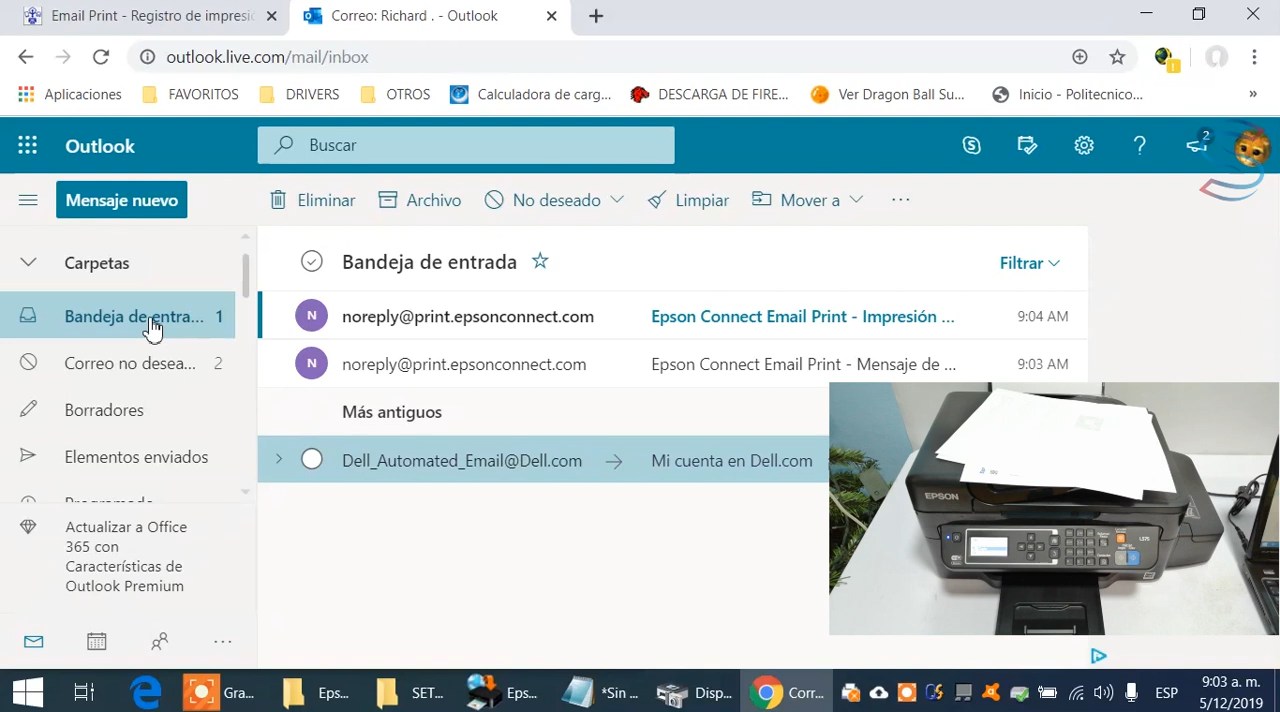 Email Print - Registro de impresi
Correo: Richard . - Outlook
outlook.live.com/mail/inbox
Aplicaciones
FAVORITOS
DRIVERS
OTROS
Calculadora de carg...
DESCARGA DE FIRE...
Ver Dragon Ball Su...
Inicio - Politecnico...
»
Outlook
Buscar
2
Mensaje nuevo
Eliminar
Archivo
No deseado
Limpiar
Mover a
...
Carpetas
Bandeja de entra... 1
Correo no desea... 2
Borradores
Elementos enviados
Programado
Actualizar a Office
365 con
Características de
Outlook Premium
...
Bandeja de entrada
Filtrar
N noreply@print.epsonconnect.com Epson Connect Email Print - Impresión ... 9:04 AM
N noreply@print.epsonconnect.com Epson Connect Email Print - Mensaje de ... 9:03 AM
Más antiguos
Dell_Automated_Email@Dell.com → Mi cuenta en Dell.com
EPSON
L575
Gra...
Eps...
SET...
Eps...
*Sin ...
Disp...
Corr...
ESP
9:03 a. m.
5/12/2019